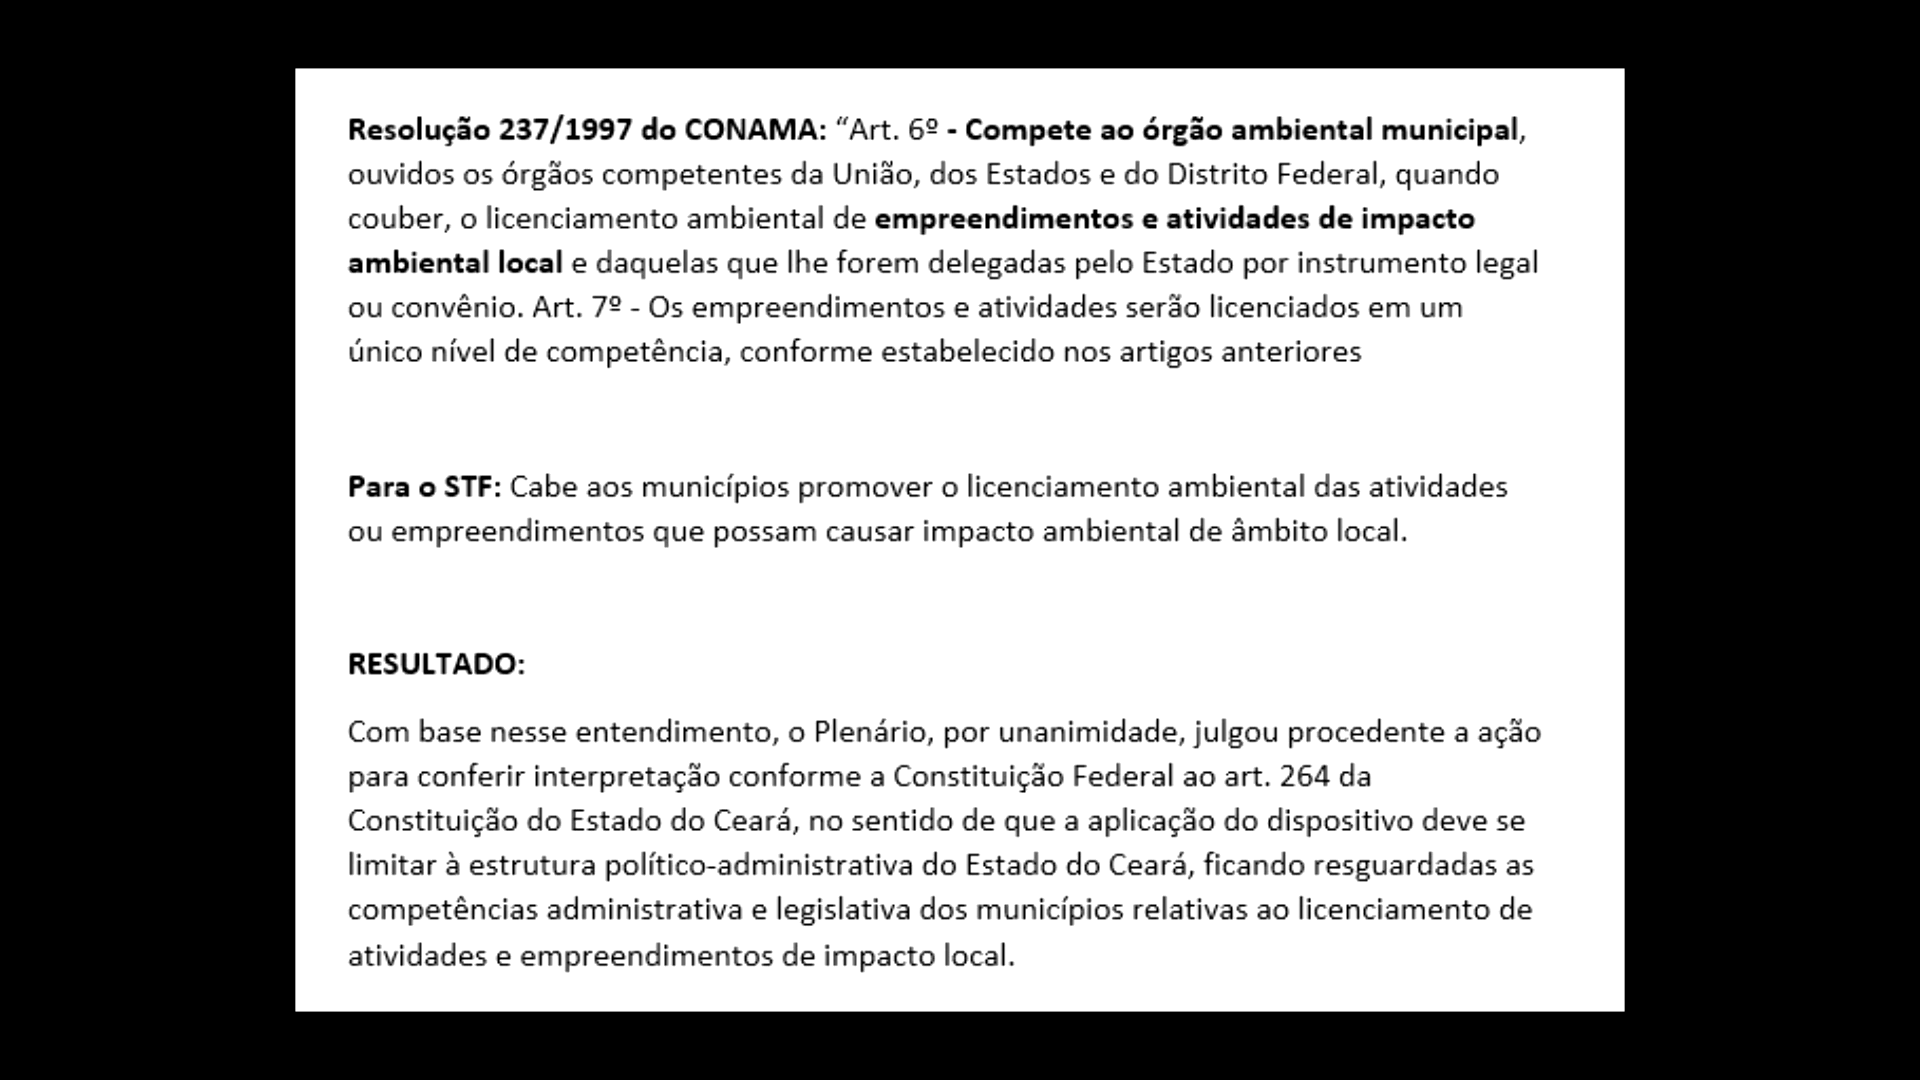 Resolução 237/1997 do CONAMA: “Art. 6º - Compete ao órgão ambiental municipal,
ouvidos os órgãos competentes da União, dos Estados e do Distrito Federal, quando
couber, o licenciamento ambiental de empreendimentos e atividades de impacto
ambiental local e daquelas que lhe forem delegadas pelo Estado por instrumento legal
ou convênio. Art. 7º - Os empreendimentos e atividades serão licenciados em um
único nível de competência, conforme estabelecido nos artigos anteriores
Para o STF: Cabe aos municípios promover o licenciamento ambiental das atividades
ou empreendimentos que possam causar impacto ambiental de âmbito local.
RESULTADO:
Com base nesse entendimento, o Plenário, por unanimidade, julgou procedente a ação
para conferir interpretação conforme a Constituição Federal ao art. 264 da
Constituição do Estado do Ceará, no sentido de que a aplicação do dispositivo deve se
limitar à estrutura político-administrativa do Estado do Ceará, ficando resguardadas as
competências administrativa e legislativa dos municípios relativas ao licenciamento de
atividades e empreendimentos de impacto local.